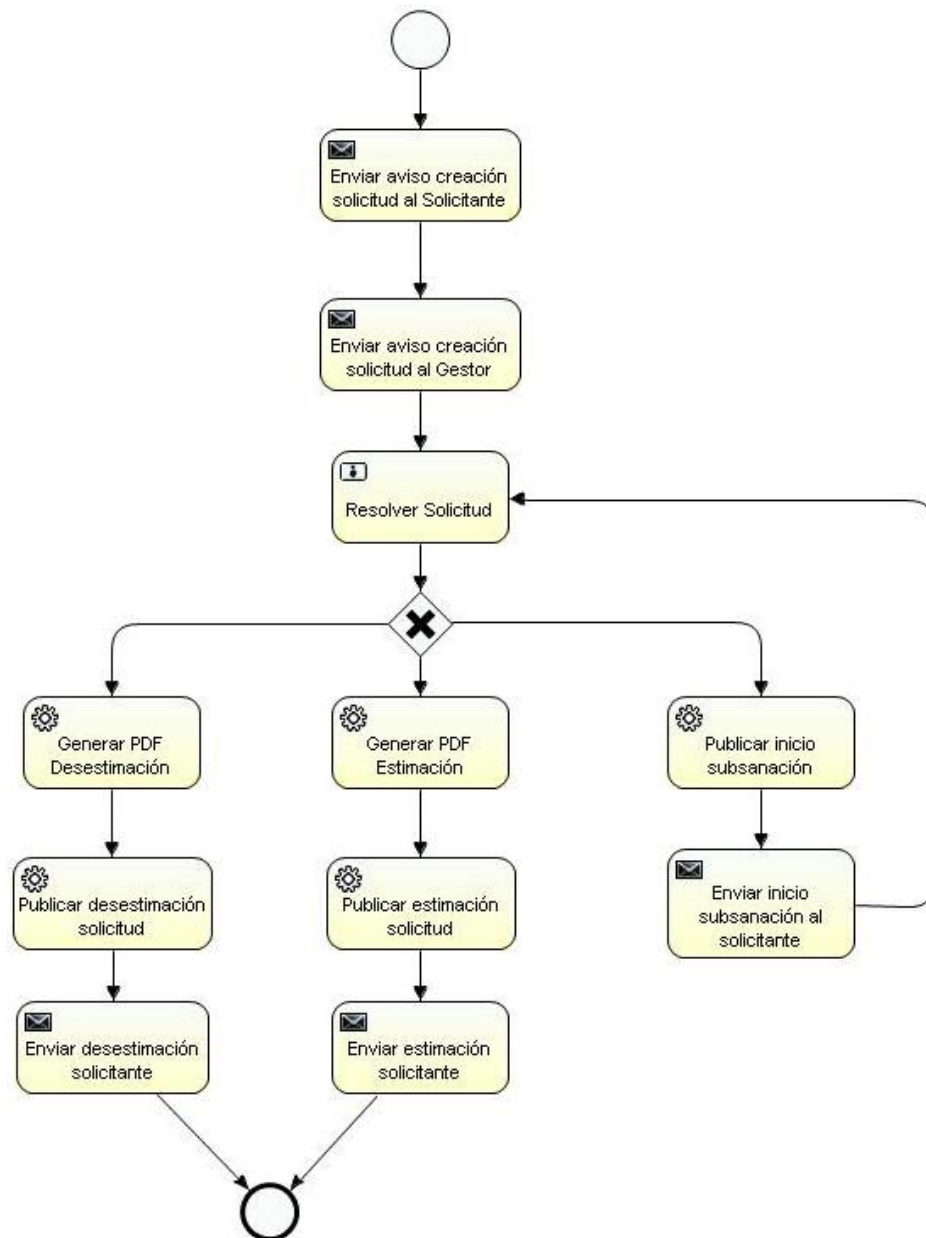 Enviar aviso creación
solicitud al Solicitante
Enviar aviso creación
solicitud al Gestor
Resolver Solicitud
Generar PDF
Desestimación
Generar PDF
Estimación
Publicar inicio
subsanación
Publicar desestimación
solicitud
Publicar estimación
solicitud
Enviar inicio
subsanación al
solicitante
Enviar desestimación
solicitante
Enviar estimación
solicitante